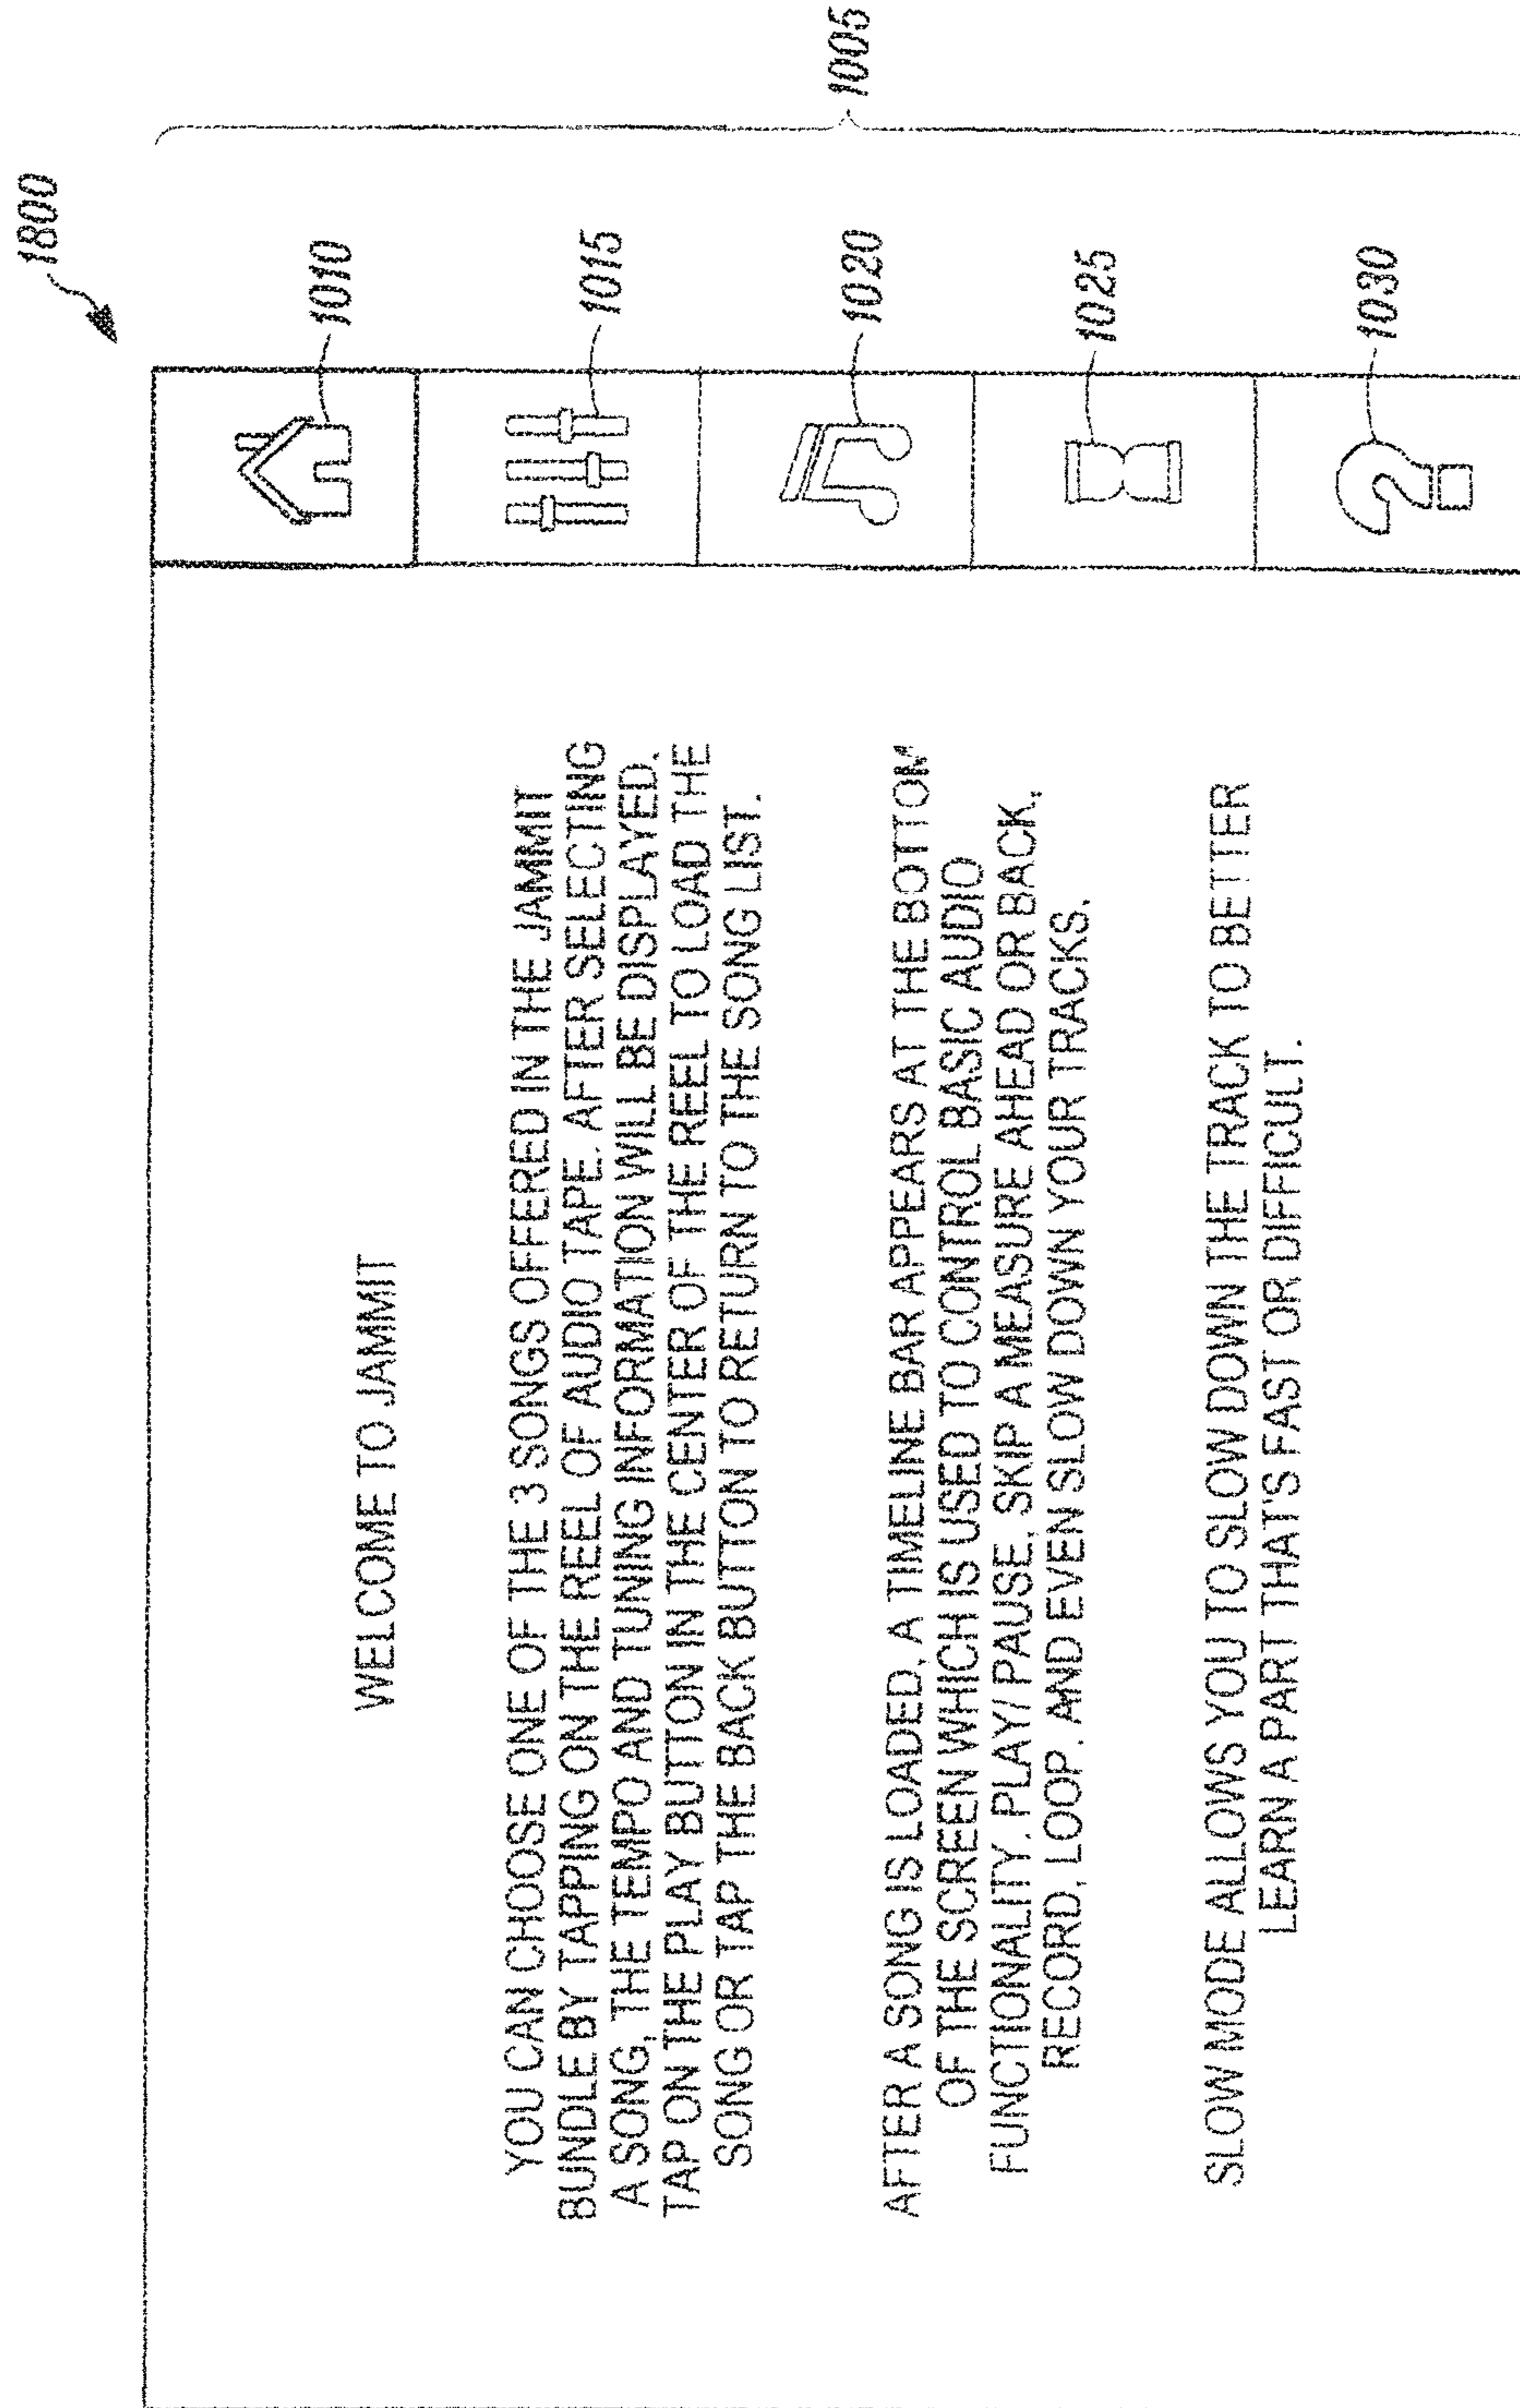 1800
1005
1010
1015
1020
1025
1030
WELCOME TO JAMMIT
YOU CAN CHOOSE ONE OF THE 3 SONGS OFFERED IN THE JAMMIT
BUNDLE BY TAPPING ON THE REEL OF AUDIO TAPE. AFTER SELECTING
A SONG, THE TEMPO AND TUNING INFORMATION WILL BE DISPLAYED.
TAP ON THE PLAY BUTTON IN THE CENTER OF THE REEL TO LOAD THE
SONG OR TAP THE BACK BUTTON TO RETURN TO THE SONG LIST.
AFTER A SONG IS LOADED, A TIMELINE BAR APPEARS AT THE BOTTOM
OF THE SCREEN WHICH IS USED TO CONTROL BASIC AUDIO
FUNCTIONALITY. PLAY/ PAUSE, SKIP A MEASURE AHEAD OR BACK,
RECORD, LOOP. AND EVEN SLOW DOWN YOUR TRACKS.
SLOW MODE ALLOWS YOU TO SLOW DOWN THE TRACK TO BETTER
LEARN A PART THAT'S FAST OR DIFFICULT.